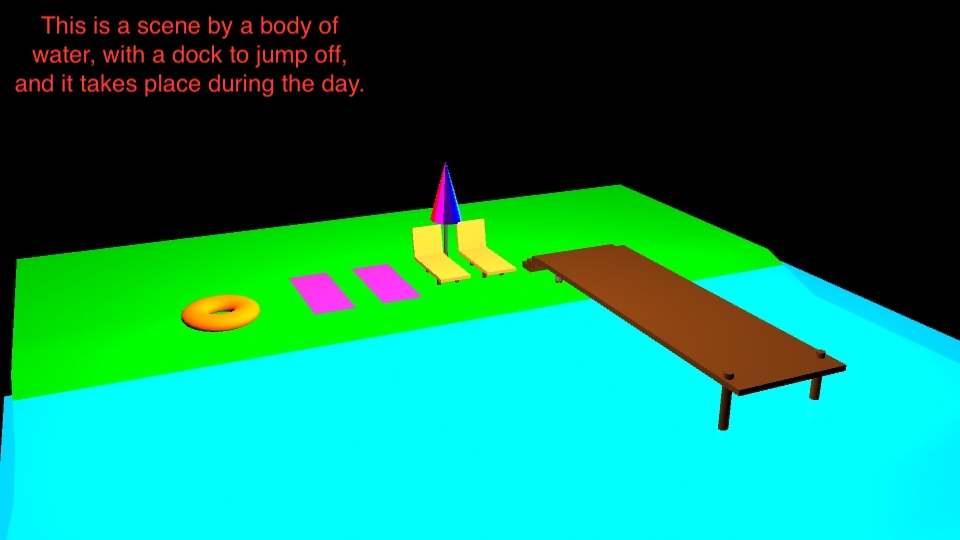 This is a scene by a body of
water, with a dock to jump off,
and it takes place during the day.